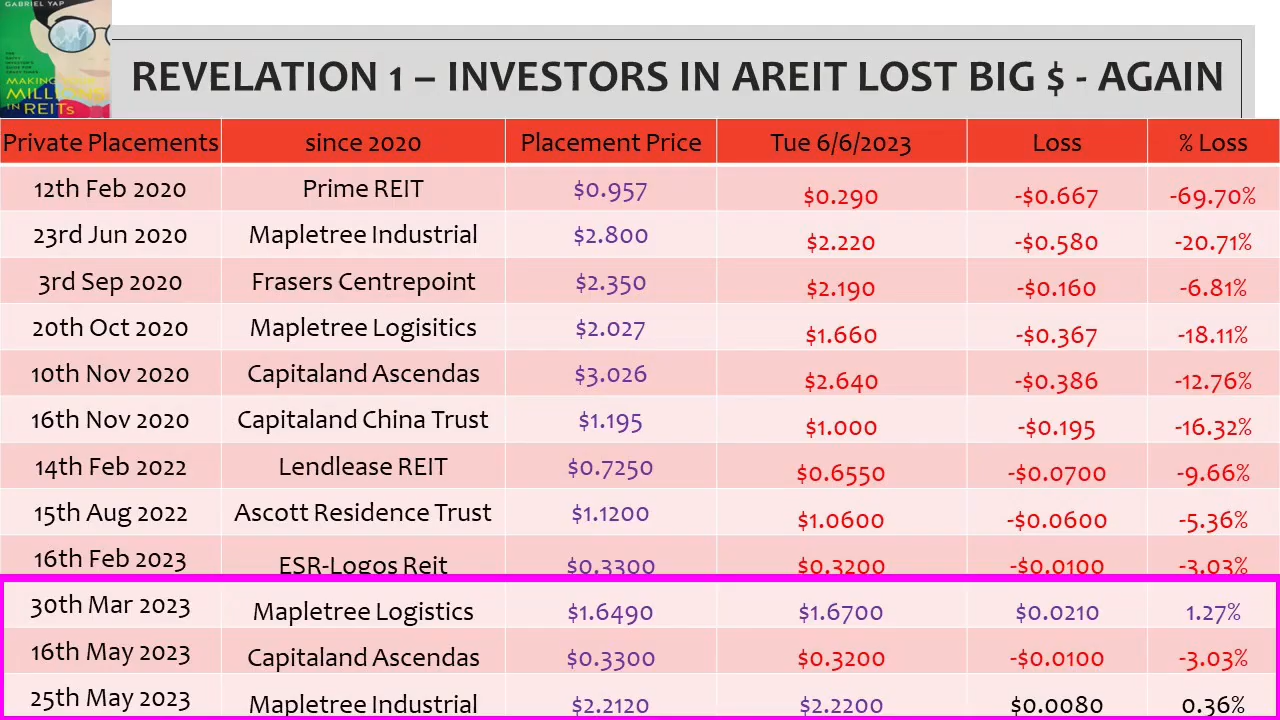 GABRIEL YAP
MAKING YOUR
MILLIONS
IN REITs
REVELATION 1 – INVESTORS IN AREIT LOST BIG $ - AGAIN
Private Placements since 2020 Placement Price Tue 6/6/2023 Loss % Loss
12th Feb 2020 Prime REIT $0.957 $0.290 -$0.667 -69.70%
23rd Jun 2020 Mapletree Industrial $2.800 $2.220 -$0.580 -20.71%
3rd Sep 2020 Frasers Centrepoint $2.350 $2.190 -$0.160 -6.81%
20th Oct 2020 Mapletree Logisitics $2.027 $1.660 -$0.367 -18.11%
10th Nov 2020 Capitaland Ascendas $3.026 $2.640 -$0.386 -12.76%
16th Nov 2020 Capitaland China Trust $1.195 $1.000 -$0.195 -16.32%
14th Feb 2022 Lendlease REIT $0.7250 $0.6550 -$0.0700 -9.66%
15th Aug 2022 Ascott Residence Trust $1.1200 $1.0600 -$0.0600 -5.36%
16th Feb 2023 ESR-Logos Reit $0.3300 $0.3200 -$0.0100 -3.03%
30th Mar 2023 Mapletree Logistics $1.6490 $1.6700 $0.0210 1.27%
16th May 2023 Capitaland Ascendas $0.3300 $0.3200 -$0.0100 -3.03%
25th May 2023 Mapletree Industrial $2.2120 $2.2200 $0.0080 0.36%